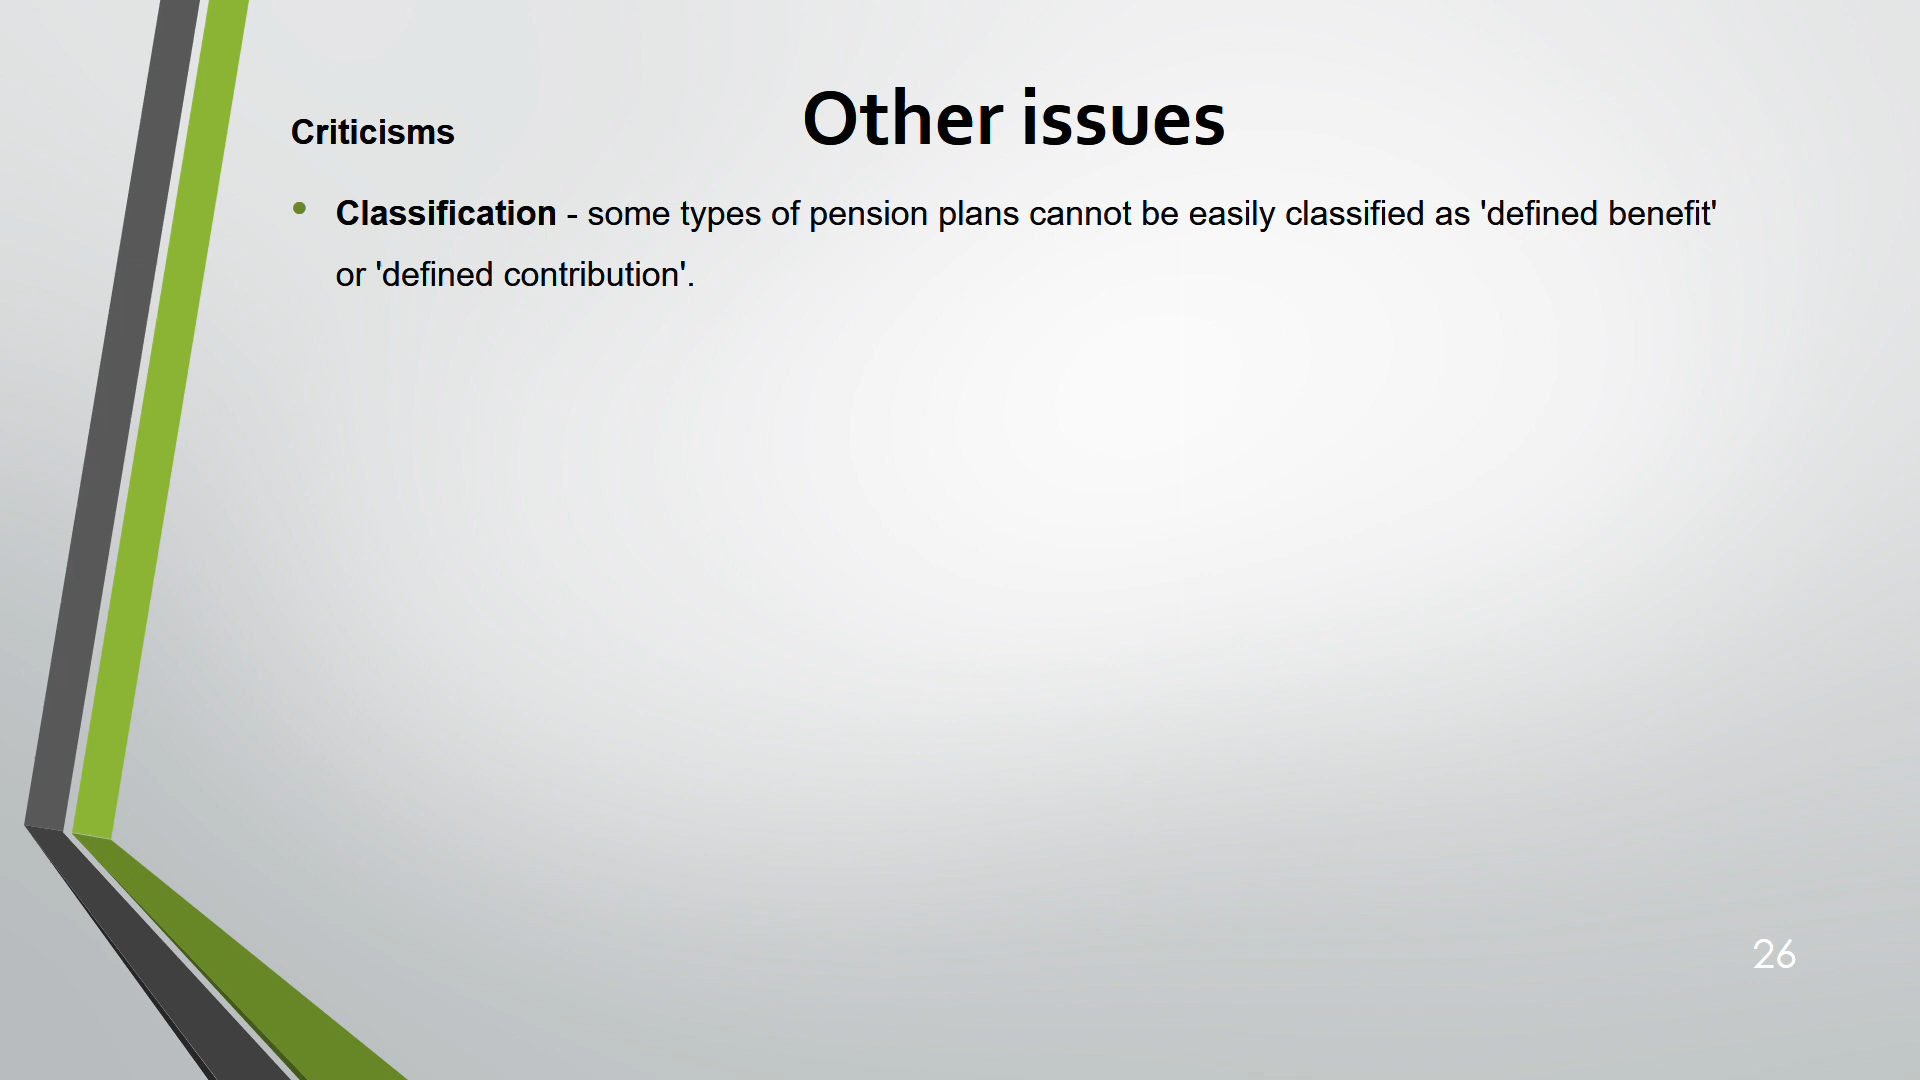 Other issues
Criticisms
• Classification - some types of pension plans cannot be easily classified as 'defined benefit'
or 'defined contribution'.
26